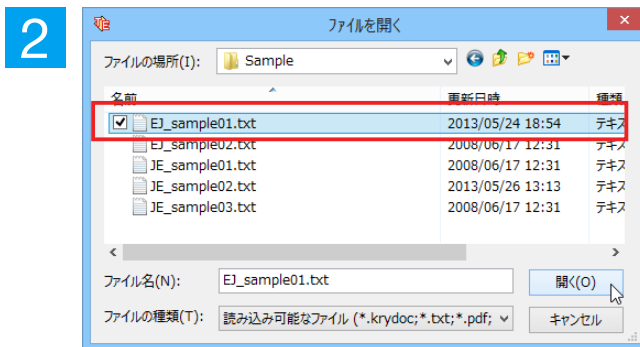 2
ファイルを開く
ファイルの場所(I): Sample
名前 更新日時 種類
EJ_sample01.txt 2013/05/24 18:54 テキス
EJ_sample02.txt 2008/06/17 12:31 テキス
JE_sample01.txt 2008/06/17 12:31 テキス
JE_sample02.txt 2013/05/26 13:13 テキス
JE_sample03.txt 2008/06/17 12:31 テキス
ファイル名(N): EJ_sample01.txt 開く(O)
ファイルの種類(T): 読み込み可能なファイル (*.krydoc;*.txt;*.pdf; キャンセル